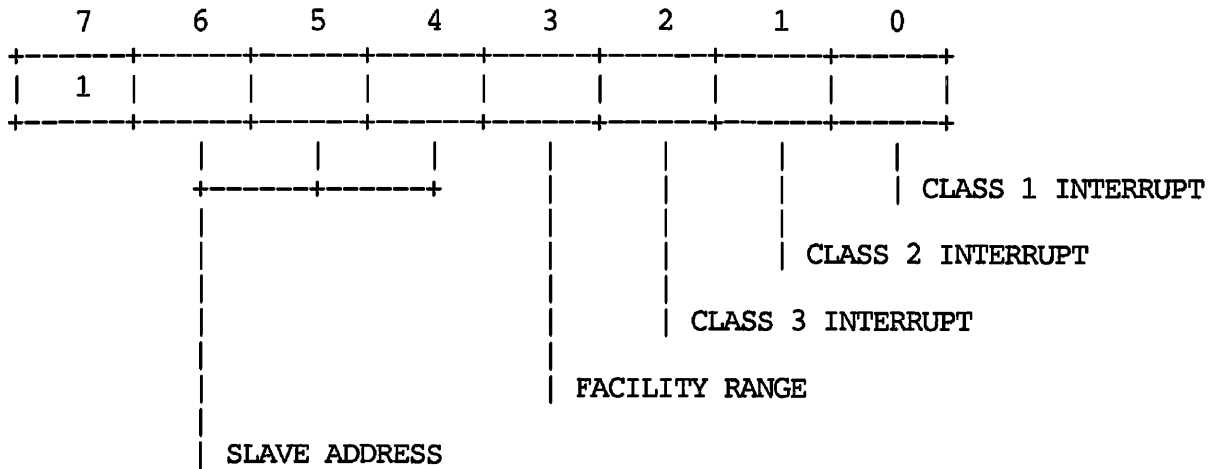 7 6 5 4 3 2 1 0
1
CLASS 1 INTERRUPT
CLASS 2 INTERRUPT
CLASS 3 INTERRUPT
FACILITY RANGE
SLAVE ADDRESS